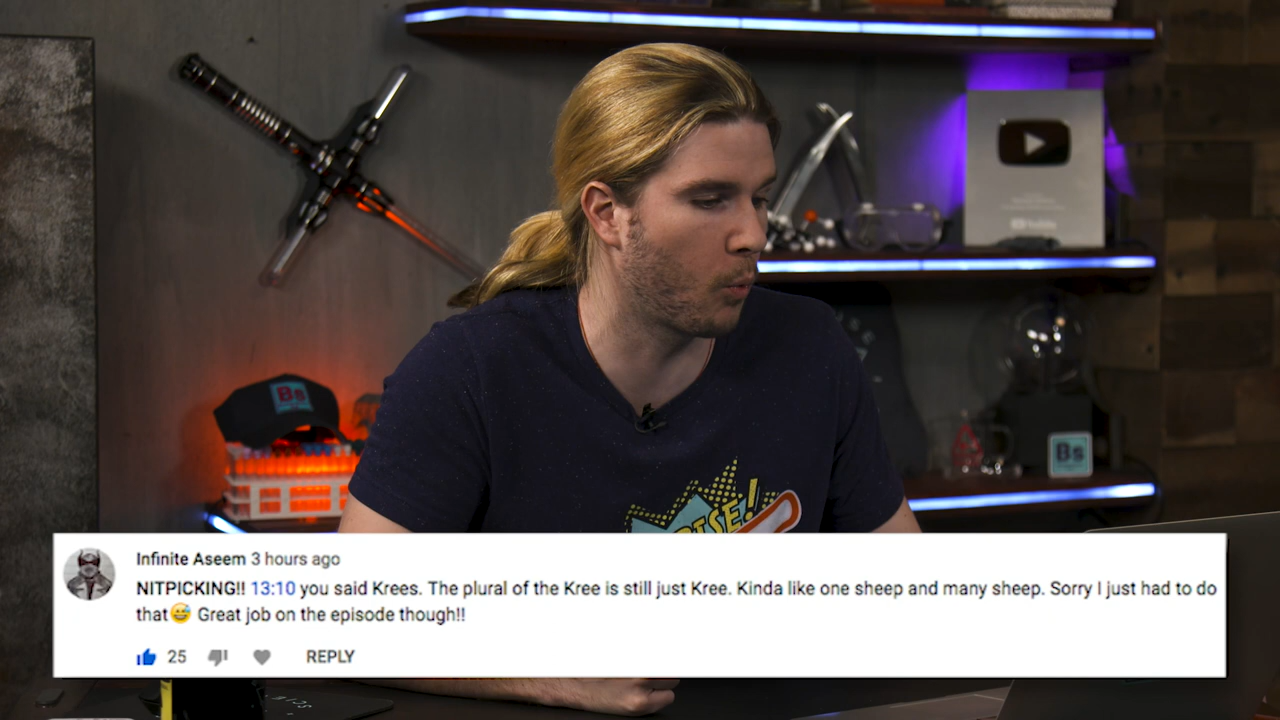 Bs
Bs
RISE!
Infinite Aseem 3 hours ago
NITPICKING!! 13:10 you said Krees. The plural of the Kree is still just Kree. Kinda like one sheep and many sheep. Sorry I just had to do
that😅 Great job on the episode though!!
25
REPLY